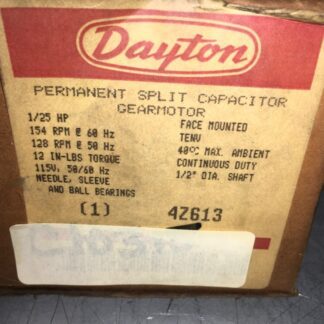 Dayton
PERMANENT SPLIT CAPACITOR
GEARMOTOR
1/25 HP
154 RPM @ 60 Hz
128 RPM @ 50 Hz
12 IN-LBS TORQUE
115V, 50/60 Hz
NEEDLE, SLEEVE
AND BALL BEARINGS
FACE MOUNTED
TENV
40°C MAX. AMBIENT
CONTINUOUS DUTY
1/2" DIA. SHAFT
(1) 4Z613